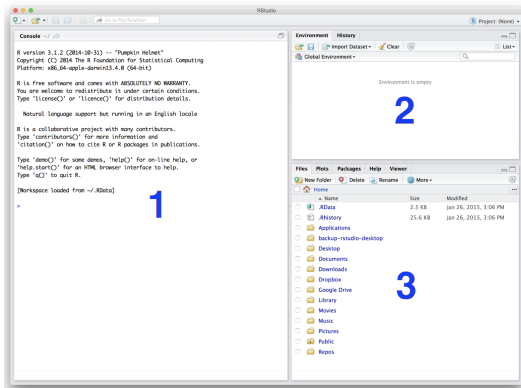 RStudio
Go to file/function
Project: (None)
Console ~/
R version 3.1.2 (2014-10-31) -- "Pumpkin Helmet"
Copyright (C) 2014 The R Foundation for Statistical Computing
Platform: x86_64-apple-darwin13.4.0 (64-bit)
R is free software and comes with ABSOLUTELY NO WARRANTY.
You are welcome to redistribute it under certain conditions.
Type 'license()' or 'licence()' for distribution details.
Natural language support but running in an English locale
R is a collaborative project with many contributors.
Type 'contributors()' for more information and
'citation()' on how to cite R or R packages in publications.
Type 'demo()' for some demos, 'help()' for on-line help, or
'help.start()' for an HTML browser interface to help.
Type 'q()' to quit R.
[Workspace loaded from ~/.RData]
>
1
Environment History
Import Dataset Clear List
Global Environment
Environment is empty
2
Files Plots Packages Help Viewer
New Folder Delete Rename More
Home
Name Size Modified
.RData 2.5 KB Jan 26, 2015, 3:06 PM
.Rhistory 25.6 KB Jan 26, 2015, 3:06 PM
Applications
backup-rstudio-desktop
Desktop
Documents
Downloads
Dropbox
Google Drive
Library
Movies
Music
Pictures
Public
Repos
3